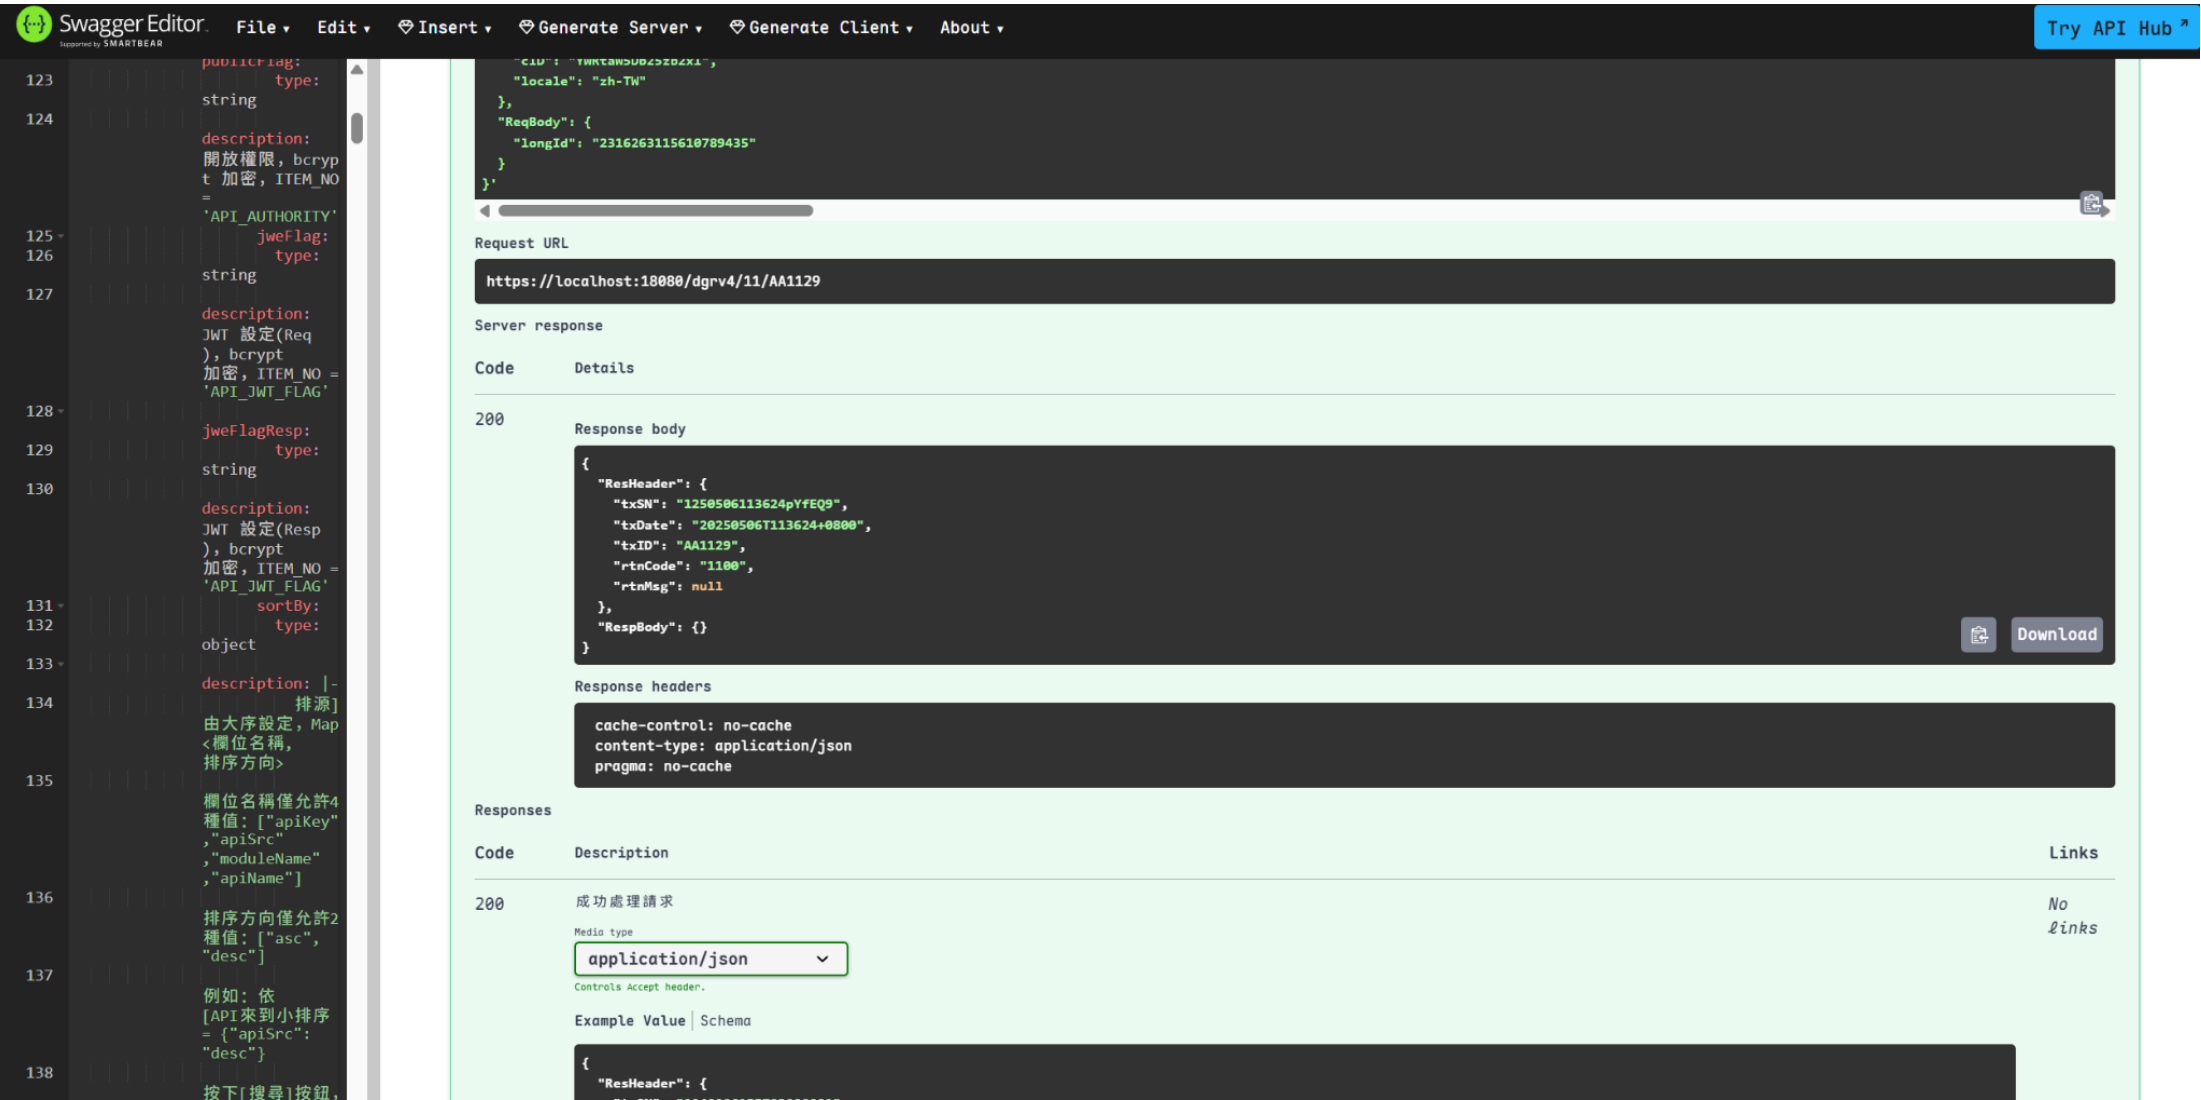 Swagger Editor.
Supported by SMARTBEAR
File
Edit
Insert
Generate Server
Generate Client
About
Try API Hub
publicFlag:
123 type:
string
124
description:
開放權限, bcryp
t 加密, ITEM_NO
=
'API_AUTHORITY'
125 jweFlag:
126 type:
string
127
description:
JWT 設定(Req
), bcrypt
加密, ITEM_NO =
'API_JWT_FLAG'
128
jweFlagResp:
129 type:
string
130
description:
JWT 設定(Resp
), bcrypt
加密, ITEM_NO =
'API_JWT_FLAG'
131 sortBy:
132 type:
object
133
description: |-
134 排源]
由大序設定, Map
<欄位名稱,
排序方向>
135
欄位名稱僅允許4
種值: ["apiKey"
,"apiSrc"
,"moduleName"
,"apiName"]
136
排序方向僅允許2
種值: ["asc",
"desc"]
137
例如: 依
[API來到小排序
= {"apiSrc":
"desc"}
138
按下[搜尋]按鈕,
"locale": "zh-TW"
},
"ReqBody": {
"longId": "2316263115610789435"
}
}'
Request URL
https://localhost:18080/dgrv4/11/AA1129
Server response
Code Details
200
Response body
{
"ResHeader": {
"txSN": "1250506113624pYfEQ9",
"txDate": "20250506T113624+0800",
"txID": "AA1129",
"rtnCode": "1100",
"rtnMsg": null
},
"RespBody": {}
}
Download
Response headers
cache-control: no-cache
content-type: application/json
pragma: no-cache
Responses
Code Description Links
200 成功處理請求 No
links
Media type
application/json
Controls Accept header.
Example Value Schema
{
"ResHeader": {